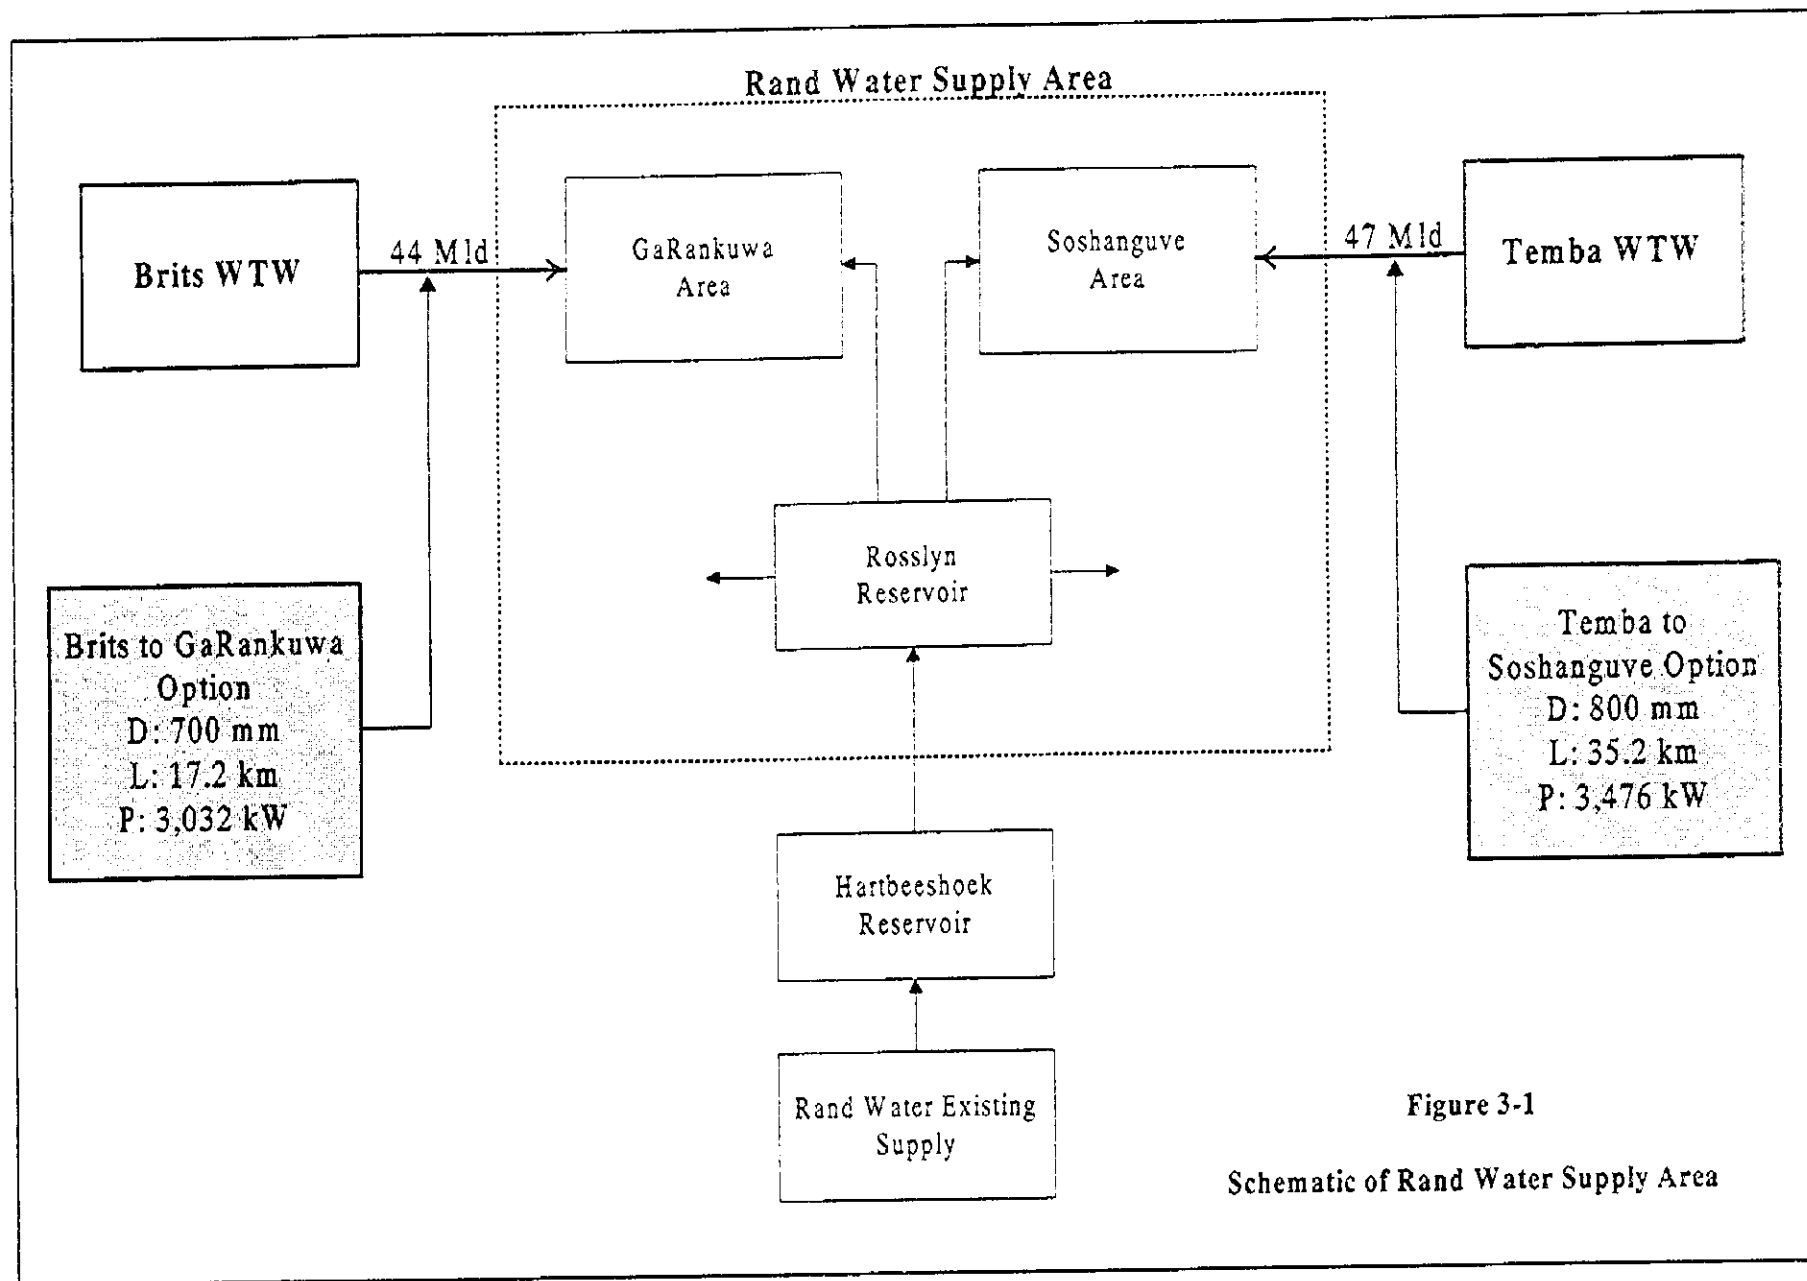 Rand Water Supply Area
Brits WTW
44 Mld
GaRankuwa
Area
Soshanguve
Area
47 Mld
Temba WTW
Rosslyn
Reservoir
Brits to GaRankuwa
Option
D: 700 mm
L: 17.2 km
P: 3,032 kW
Temba to
Soshanguve Option
D: 800 mm
L: 35.2 km
P: 3,476 kW
Hartbeeshoek
Reservoir
Rand Water Existing
Supply
Figure 3-1
Schematic of Rand Water Supply Area